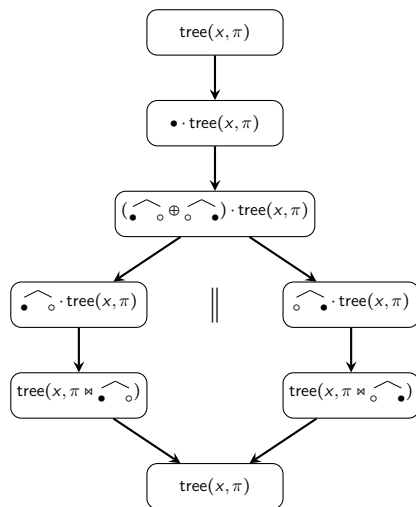 tree(x, π)
• · tree(x, π)
(•⏞∘ ⊕ ∘⏞•) · tree(x, π)
•⏞∘ · tree(x, π)
∥
∘⏞• · tree(x, π)
tree(x, π ⋈ •⏞∘)
tree(x, π ⋈ ∘⏞•)
tree(x, π)